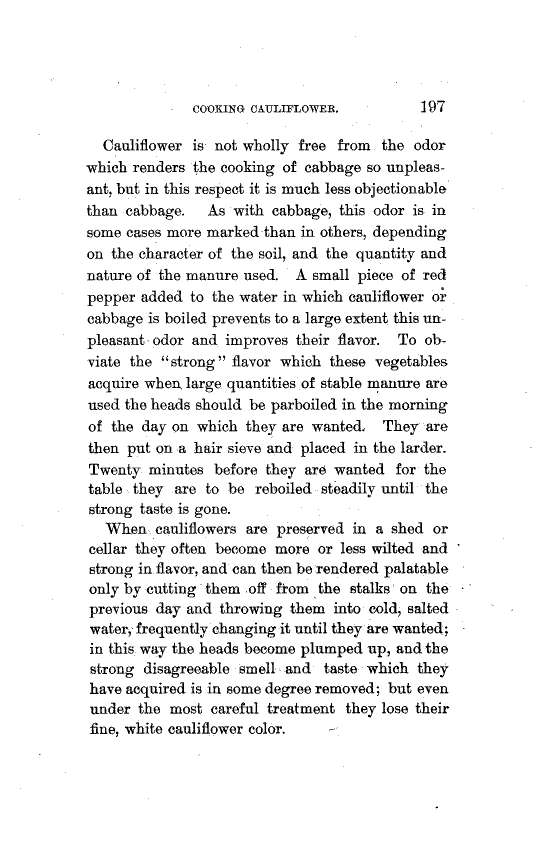 COOKING CAULIFLOWER. 197
Cauliflower is not wholly free from the odor
which renders the cooking of cabbage so unpleas-
ant, but in this respect it is much less objectionable
than cabbage. As with cabbage, this odor is in
some cases more marked than in others, depending
on the character of the soil, and the quantity and
nature of the manure used. A small piece of red
pepper added to the water in which cauliflower or
cabbage is boiled prevents to a large extent this un-
pleasant odor and improves their flavor. To ob-
viate the "strong" flavor which these vegetables
acquire when large quantities of stable manure are
used the heads should be parboiled in the morning
of the day on which they are wanted. They are
then put on a hair sieve and placed in the larder.
Twenty minutes before they are wanted for the
table they are to be reboiled steadily until the
strong taste is gone.
When cauliflowers are preserved in a shed or
cellar they often become more or less wilted and
strong in flavor, and can then be rendered palatable
only by cutting them off from the stalks on the
previous day and throwing them into cold, salted
water, frequently changing it until they are wanted;
in this way the heads become plumped up, and the
strong disagreeable smell and taste which they
have acquired is in some degree removed; but even
under the most careful treatment they lose their
fine, white cauliflower color.